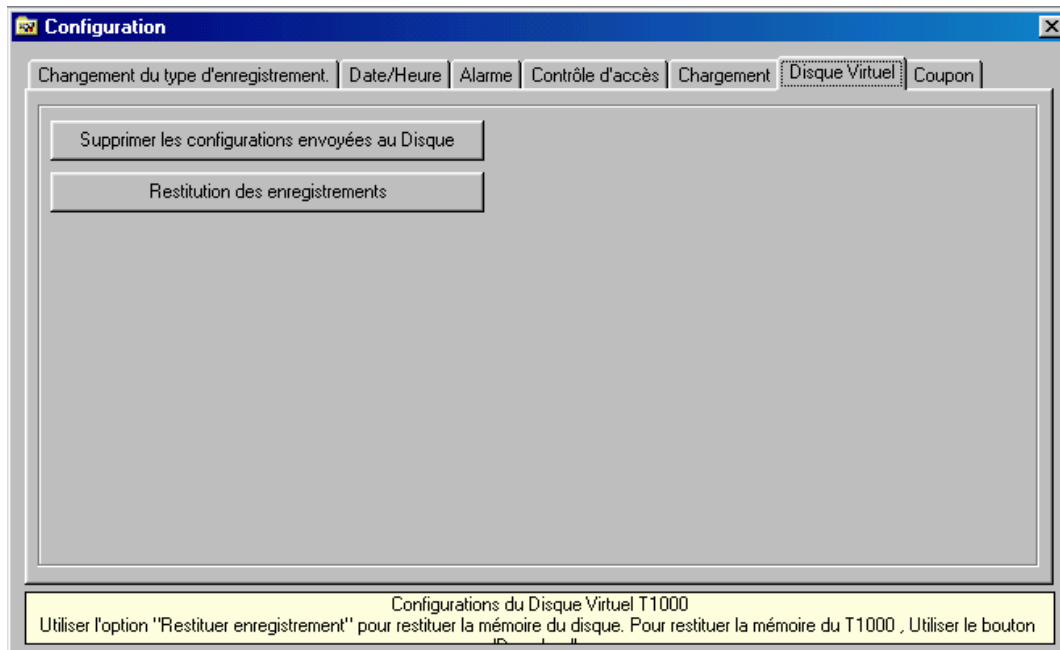 Configuration
Changement du type d'enregistrement. Date/Heure Alarme Contrôle d'accès Chargement Disque Virtuel Coupon
Supprimer les configurations envoyées au Disque
Restitution des enregistrements
Configurations du Disque Virtuel T1000
Utiliser l'option "Restituer enregistrement" pour restituer la mémoire du disque. Pour restituer la mémoire du T1000 , Utiliser le bouton